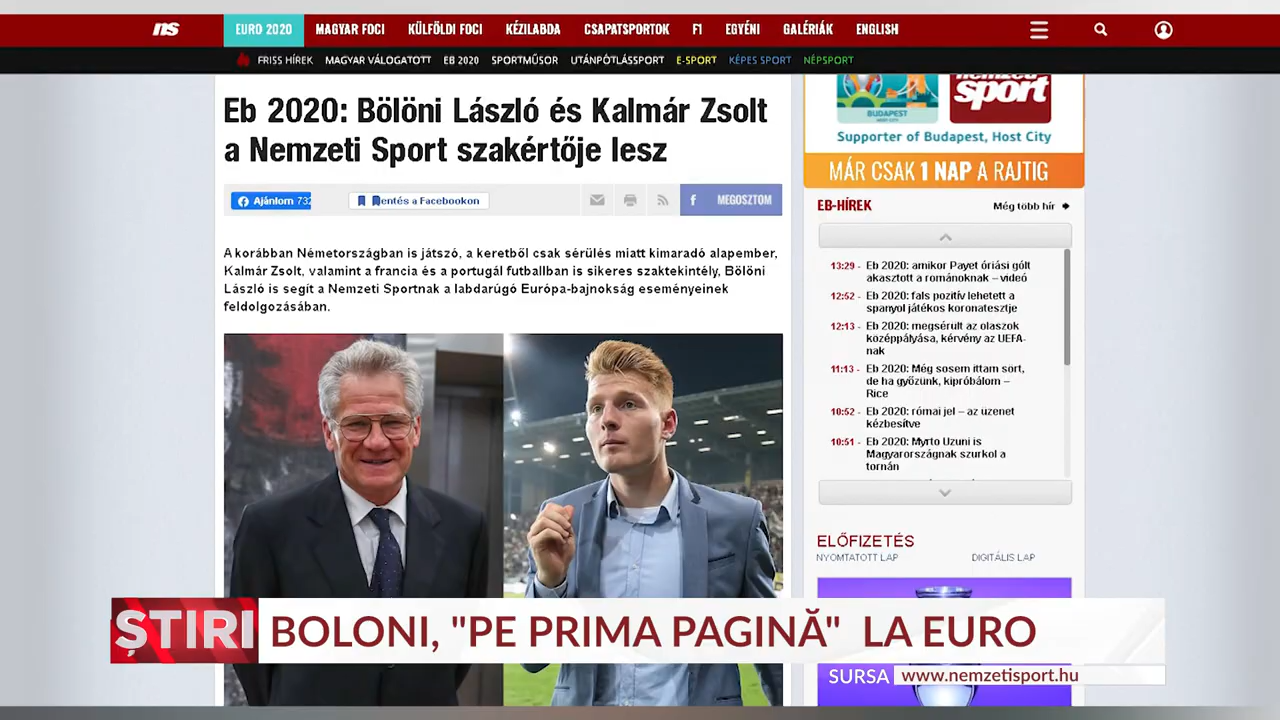 ns
EURO 2020 MAGYAR FOCI KÜLFÖLDI FOCI KÉZILABDA CSAPATSPORTOK F1 EGYÉNI GALÉRIÁK ENGLISH
FRISS HÍREK MAGYAR VÁLOGATOTT EB 2020 SPORTMŰSOR UTÁNPÓTLÁSSPORT E-SPORT KÉPES SPORT NÉPSPORT
Eb 2020: Bölöni László és Kalmár Zsolt
a Nemzeti Sport szakértője lesz
Ajánlom 732
entés a Facebookon
MEGOSZTOM
A korábban Németországban is játszó, a keretből csak sérülés miatt kimaradó alapember,
Kalmár Zsolt, valamint a francia és a portugál futballban is sikeres szaktekintély, Bölöni
László is segít a Nemzeti Sportnak a labdarúgó Európa-bajnokság eseményeinek
feldolgozásában.
BUDAPEST
sport
Supporter of Budapest, Host City
MÁR CSAK 1 NAP A RAJTIG
EB-HÍREK Még több hír
13:29 - Eb 2020: amikor Payet óriási gólt
akasztott a románoknak – videó
12:52 - Eb 2020: fals pozitív lehetett a
spanyol játékos koronatesztje
12:13 - Eb 2020: megsérült az olaszok
középpályása, kérvény az UEFA-
nak
11:13 - Eb 2020: Még sosem ittam sört,
de ha győzünk, kipróbálom –
Rice
10:52 - Eb 2020: római jel – az üzenet
kézbesítve
10:51 - Eb 2020: Myrto Uzuni is
Magyarországnak szurkol a
tornán
ELŐFIZETÉS
NYOMTATOTT LAP DIGITÁLIS LAP
ȘTIRI BOLONI, "PE PRIMA PAGINĂ" LA EURO
SURSA www.nemzetisport.hu